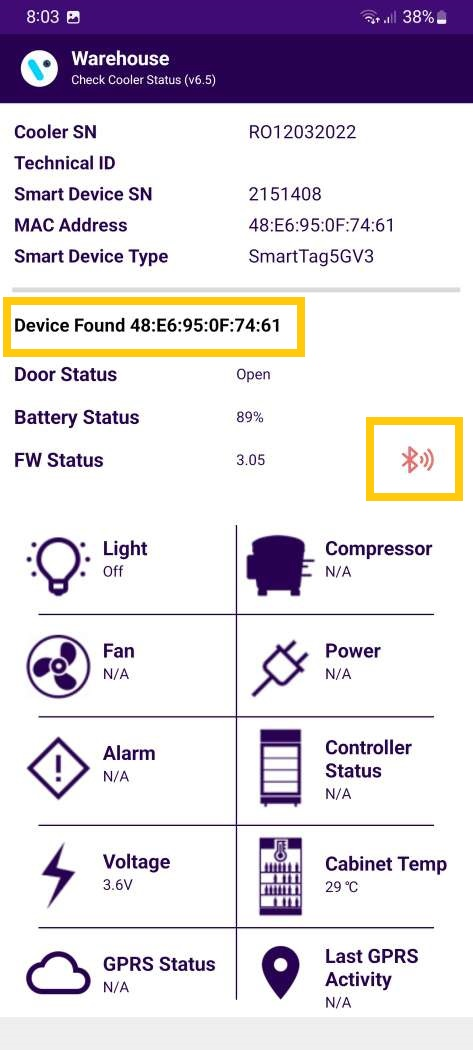 8:03 38%
Warehouse
Check Cooler Status (v6.5)
Cooler SN RO12032022
Technical ID
Smart Device SN 2151408
MAC Address 48:E6:95:0F:74:61
Smart Device Type SmartTag5GV3
Device Found 48:E6:95:0F:74:61
Door Status Open
Battery Status 89%
FW Status 3.05
Light Compressor
Off N/A
Fan Power
N/A N/A
Alarm Controller
N/A Status
N/A
Voltage Cabinet Temp
3.6V 29 ℃
GPRS Status Last GPRS
N/A Activity
N/A